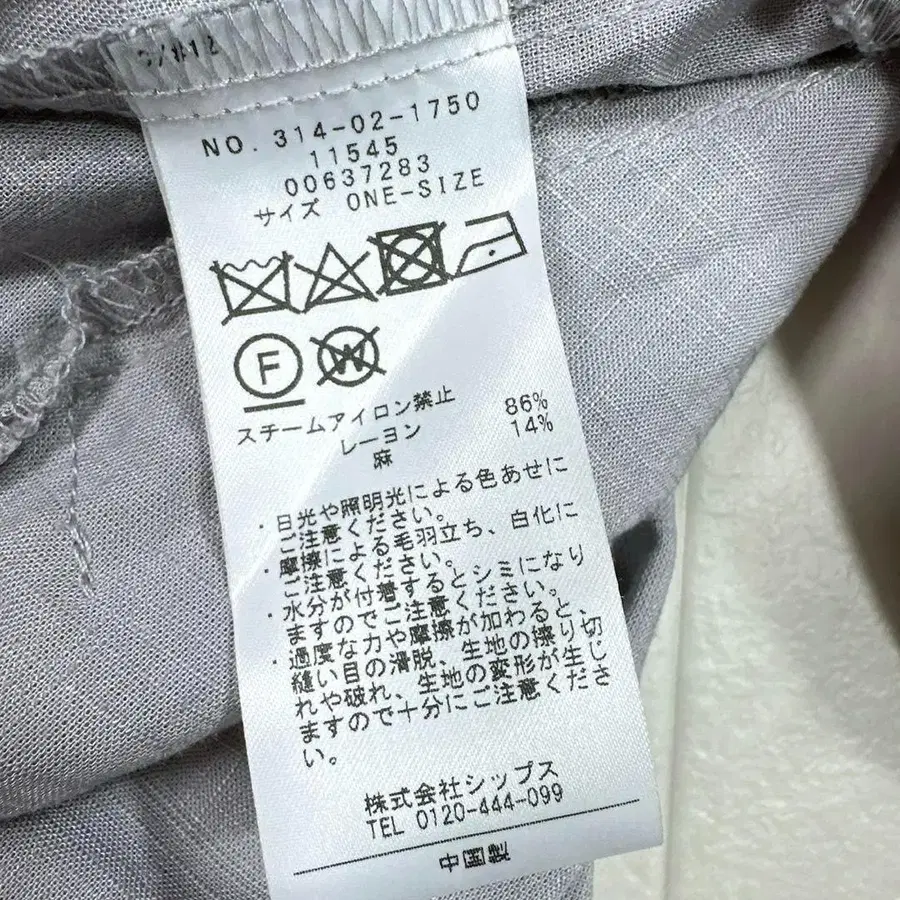 NO. 314-02-1750
11545
00637283
サイズ ONE-SIZE
F W
スチームアイロン禁止
レーヨン 86%
麻 14%
・日光や照明光による色あせに
ご注意ください。
・摩擦による毛羽立ち、白化に
ご注意ください。
・水分が付着するとシミになり
ますのでご注意ください。
・過度な力や摩擦が加わると、
縫い目の滑脱、生地の擦り切
れや破れ、生地の変形が生じ
ますので十分にご注意くださ
い。
株式会社シップス
TEL 0120-444-099
中国製